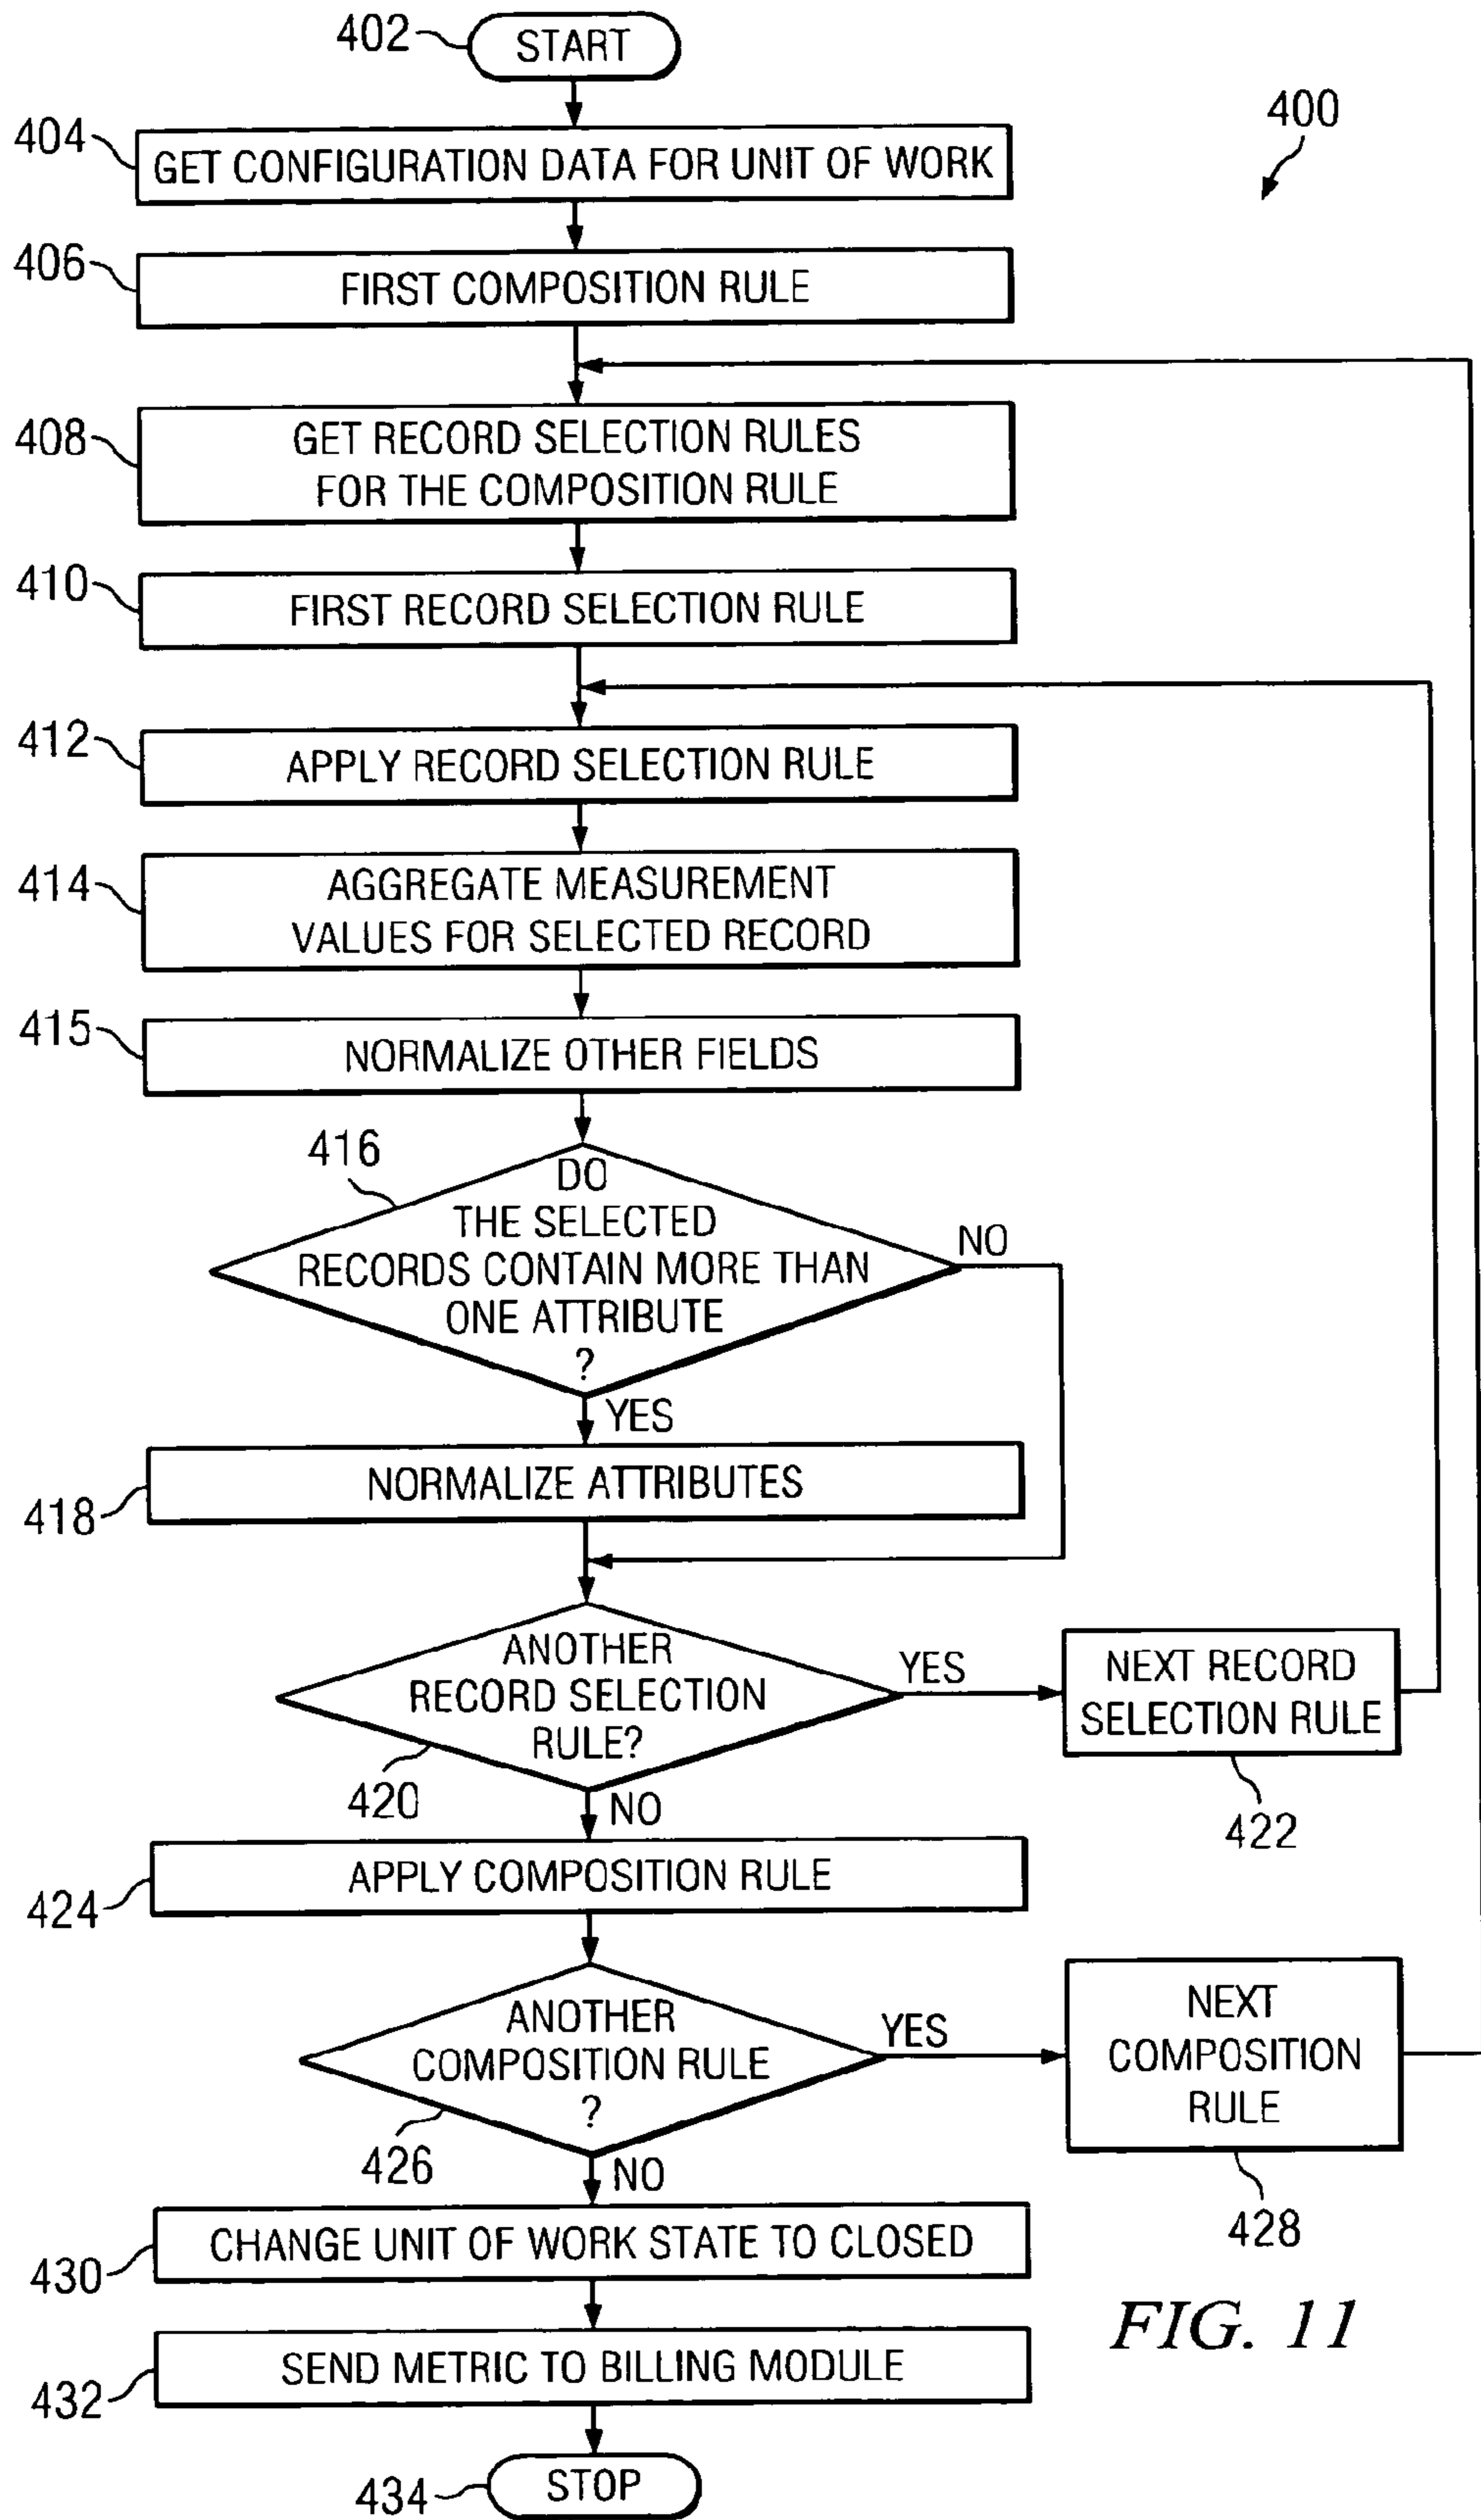 402
START
400
404
GET CONFIGURATION DATA FOR UNIT OF WORK
406
FIRST COMPOSITION RULE
408
GET RECORD SELECTION RULES
FOR THE COMPOSITION RULE
410
FIRST RECORD SELECTION RULE
412
APPLY RECORD SELECTION RULE
414
AGGREGATE MEASUREMENT
VALUES FOR SELECTED RECORD
415
NORMALIZE OTHER FIELDS
416
DO
THE SELECTED
RECORDS CONTAIN MORE THAN
ONE ATTRIBUTE
?
NO
YES
418
NORMALIZE ATTRIBUTES
ANOTHER
RECORD SELECTION
RULE?
420
YES
NEXT RECORD
SELECTION RULE
422
NO
424
APPLY COMPOSITION RULE
ANOTHER
COMPOSITION RULE
?
426
YES
NEXT
COMPOSITION
RULE
428
NO
430
CHANGE UNIT OF WORK STATE TO CLOSED
432
SEND METRIC TO BILLING MODULE
434
STOP
FIG. 11